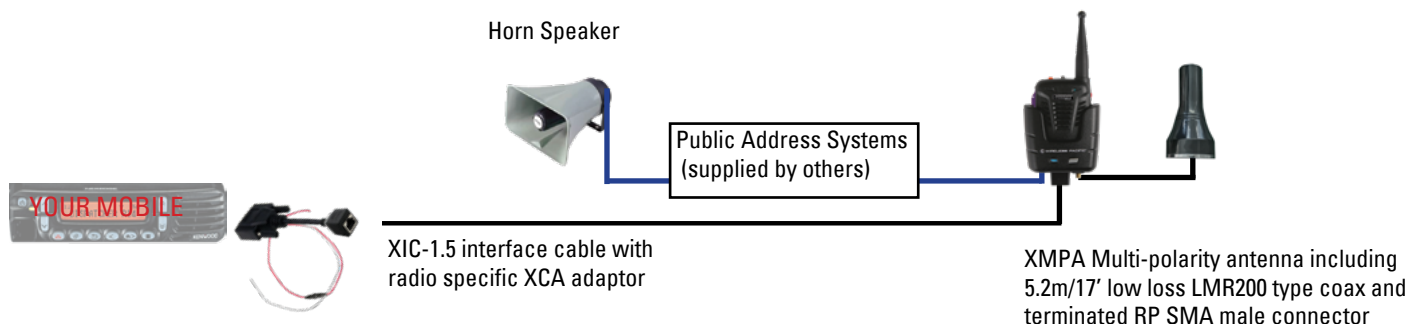 Horn Speaker
Public Address Systems
(supplied by others)
YOUR MOBILE
XIC-1.5 interface cable with
radio specific XCA adaptor
XMPA Multi-polarity antenna including
5.2m/17' low loss LMR200 type coax and
terminated RP SMA male connector